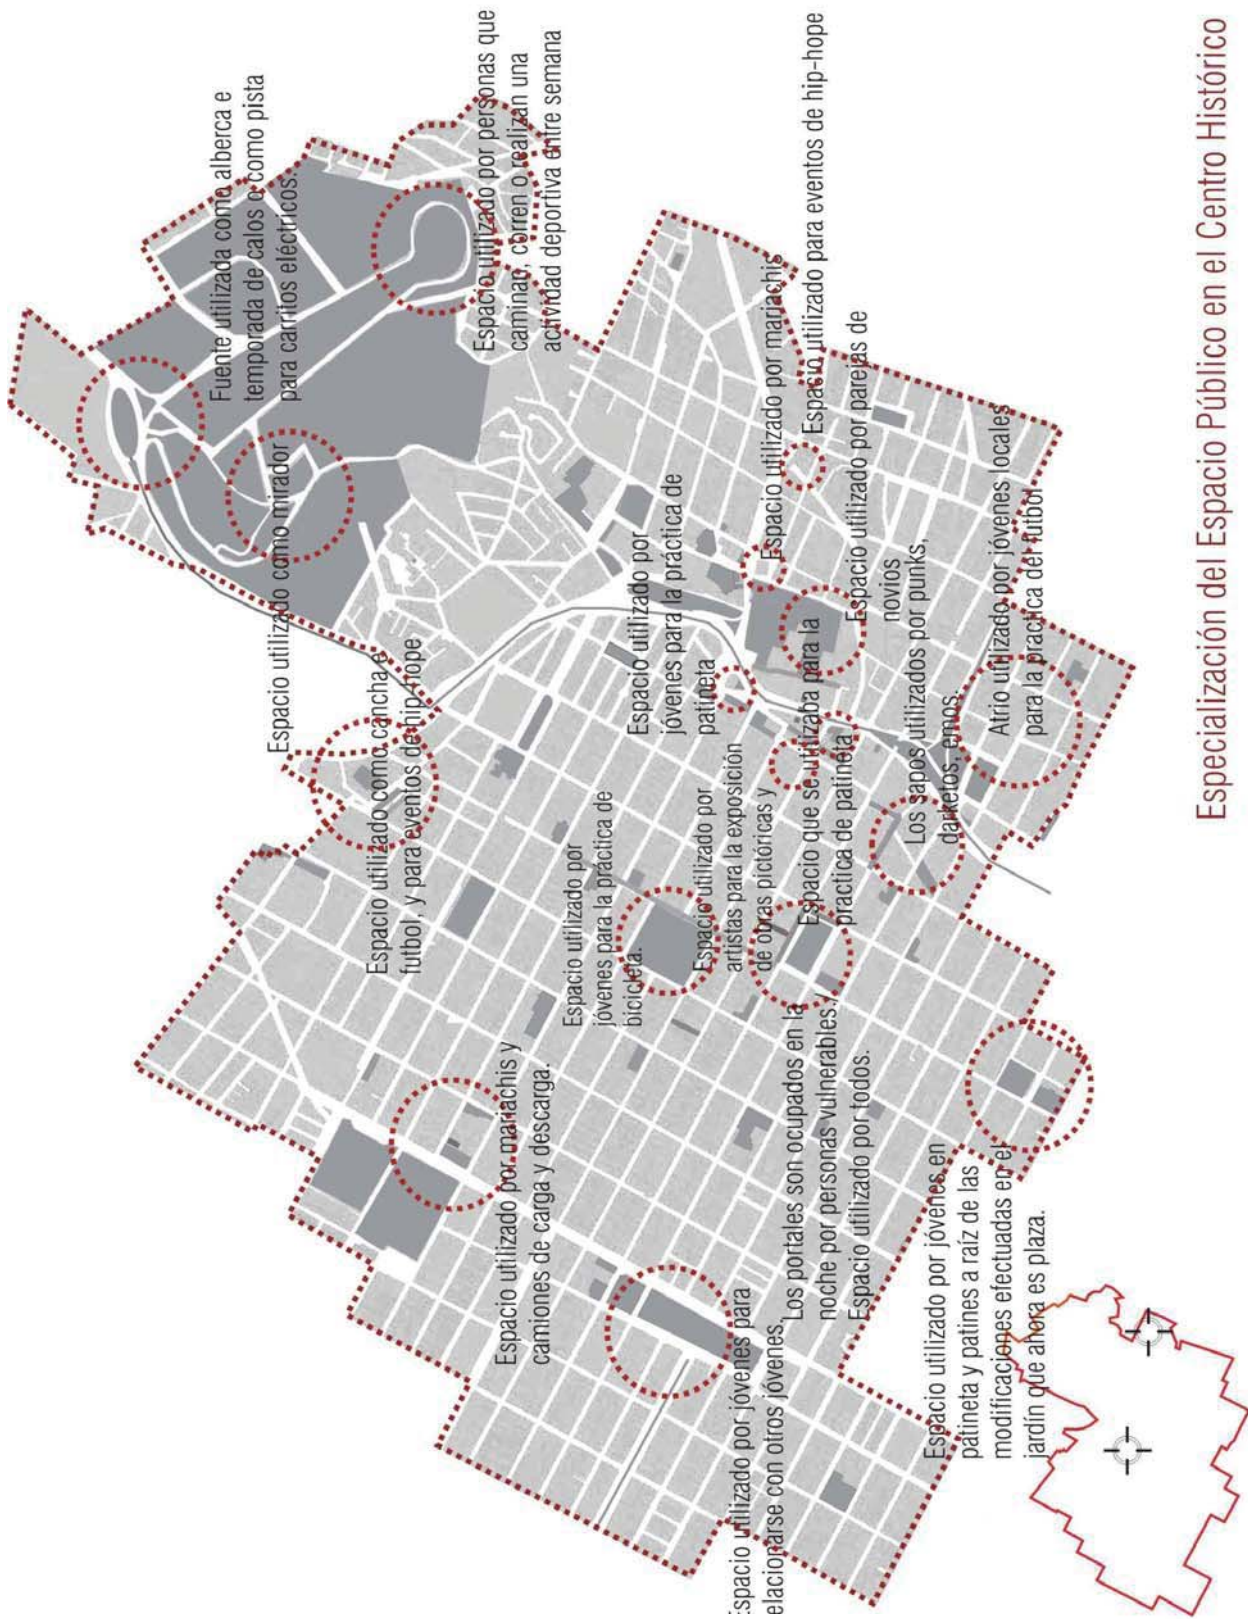 Fuente utilizada como alberca e
temporada de calos o como pista
para carritos eléctricos.
Espacio utilizado por personas que
caminan, corren o realizan una
actividad deportiva entre semana
Espacio utilizado como mirador
Espacio utilizado como cancha e
futbol, y para eventos de hip-hope
Espacio utilizado por mariachis y
camiones de carga y descarga.
Espacio utilizado por
jóvenes para la práctica de
bicicleta.
Espacio utilizado por
jóvenes para la práctica de
patineta
Espacio utilizado por
artistas para la exposición
de obras pictóricas y
Espacio utilizado por mariachis
Espacio utilizado para eventos de hip-hope
Espacio utilizado por parejas de
novios
Espacio que se utilizaba para la
practica de patineta
Los sapos utilizados por punks,
darketos, emos.
Atrio utilizado por jóvenes locales
para la práctica del futbol
Espacio utilizado por jóvenes para
elacionarse con otros jóvenes,
Los portales son ocupados en la
noche por personas vulnerables./
Espacio utilizado por todos.
Espacio utilizado por jóvenes en
patineta y patines a raíz de las
modificaciones efectuadas en el
jardín que ahora es plaza.
Especialización del Espacio Público en el Centro Histórico